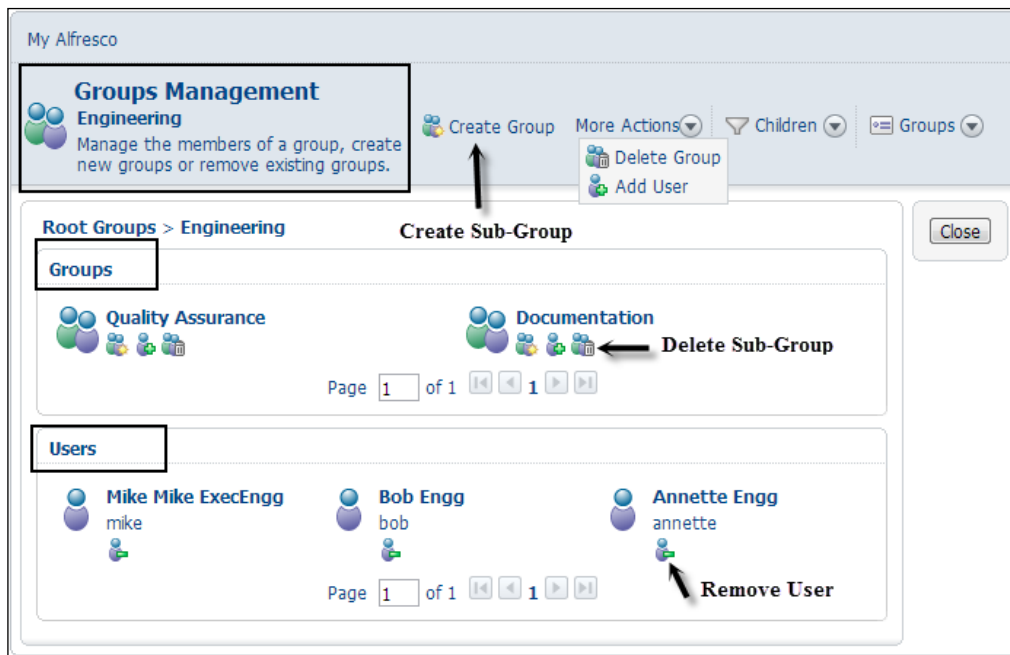 My Alfresco
Groups Management
Engineering
Manage the members of a group, create
new groups or remove existing groups.
Create Group
More Actions
Children
Groups
Delete Group
Add User
Root Groups > Engineering
Create Sub-Group
Close
Groups
Quality Assurance
Documentation
Delete Sub-Group
Page 1 of 1 1
Users
Mike Mike ExecEngg
Bob Engg
Annette Engg
mike
bob
annette
Page 1 of 1 1
Remove User